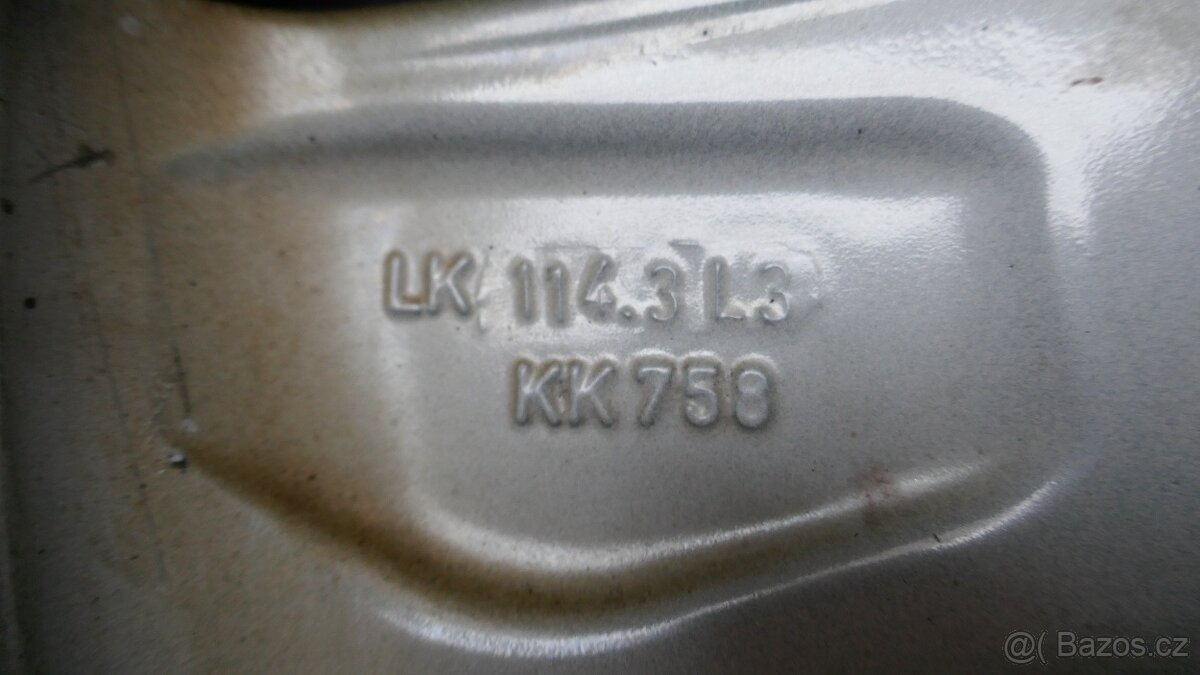 LK 114.3 L3
KK 758
@( Bazos.cz